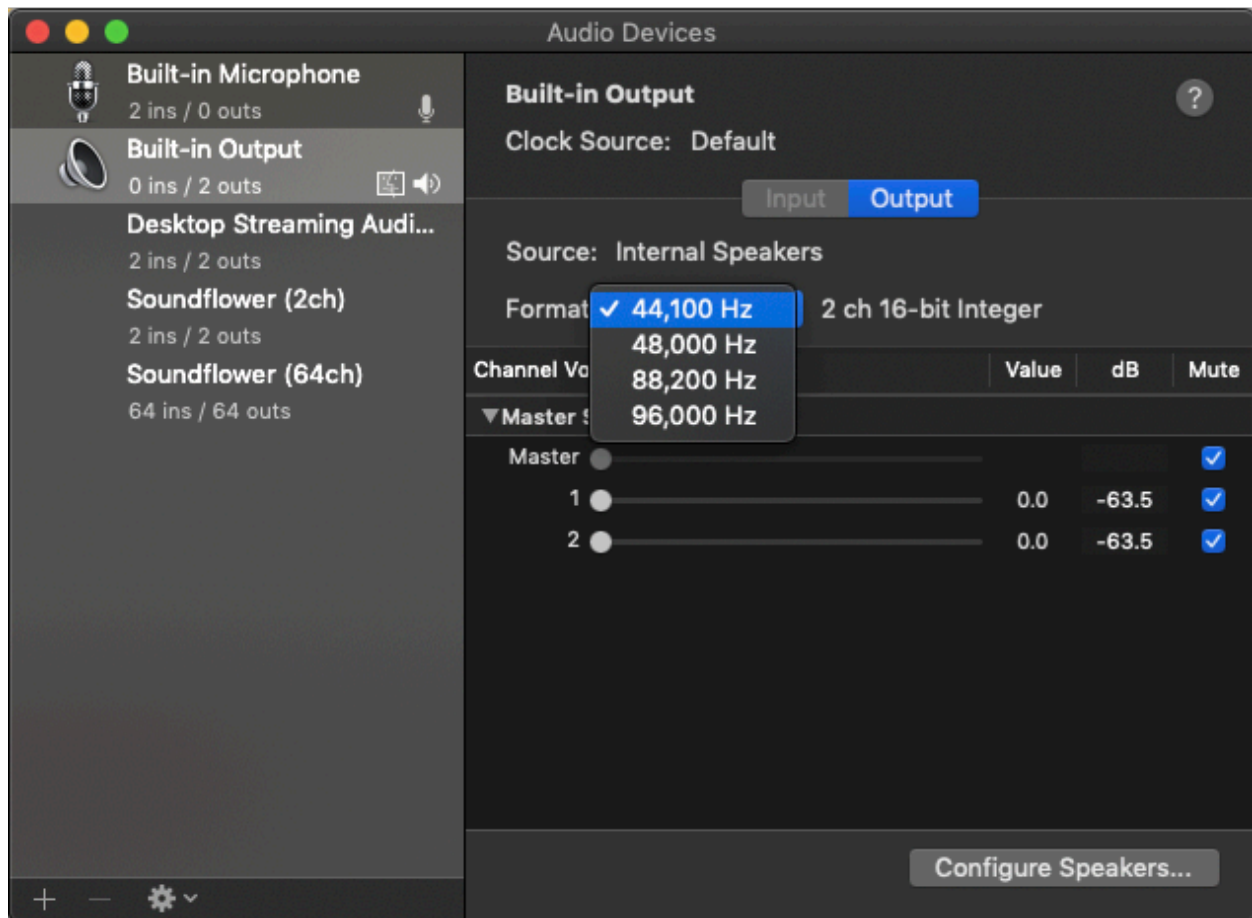 Audio Devices
Built-in Microphone
2 ins / 0 outs
Built-in Output
0 ins / 2 outs
Desktop Streaming Audi...
2 ins / 2 outs
Soundflower (2ch)
2 ins / 2 outs
Soundflower (64ch)
64 ins / 64 outs
Built-in Output
?
Clock Source: Default
Input Output
Source: Internal Speakers
Format 44,100 Hz 2 ch 16-bit Integer
48,000 Hz
88,200 Hz
96,000 Hz
Channel Vo Value dB Mute
Master S
Master
1 0.0 -63.5
2 0.0 -63.5
Configure Speakers...